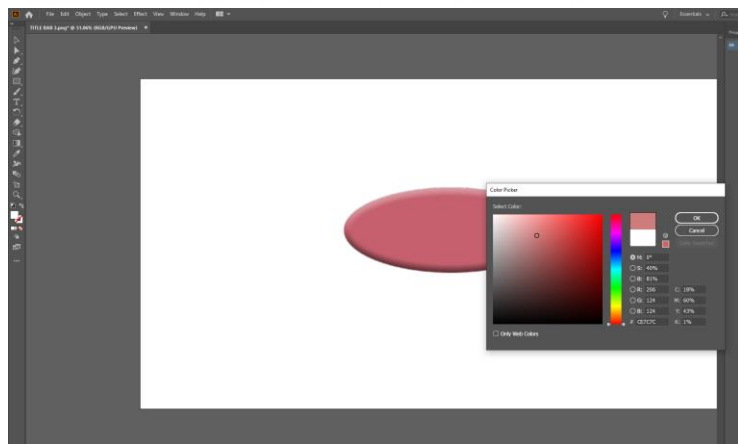 File Edit Object Type Select Effect View Window Help
Essentials
TITLE BAR 3.png* @ 51.06% (RGB/GPU Preview)
Color Picker
Select Color:
OK
Cancel
H: 0°
S: 40%
B: 81%
R: 206 C: 18%
G: 124 M: 60%
B: 124 Y: 43%
#: CE7C7C K: 1%
Only Web Colors